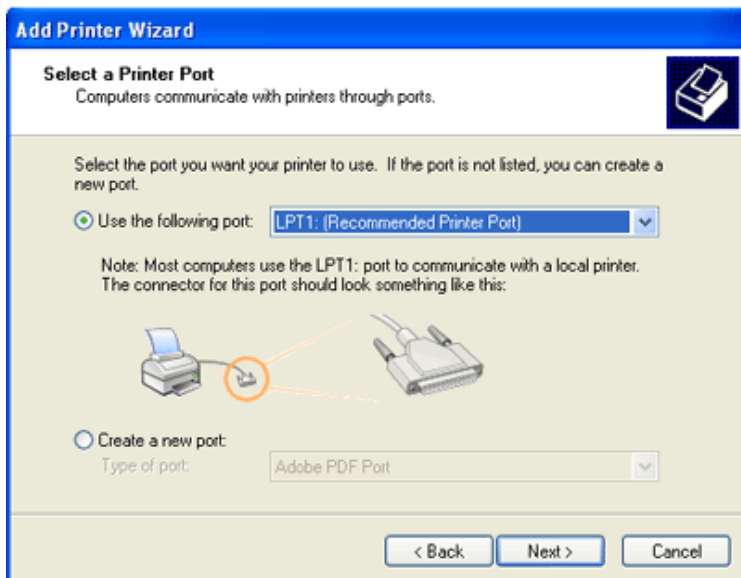 Add Printer Wizard
Select a Printer Port
Computers communicate with printers through ports.
Select the port you want your printer to use. If the port is not listed, you can create a
new port.
Use the following port: LPT1: (Recommended Printer Port)
Note: Most computers use the LPT1: port to communicate with a local printer.
The connector for this port should look something like this:
Create a new port:
Type of port: Adobe PDF Port
< Back Next > Cancel